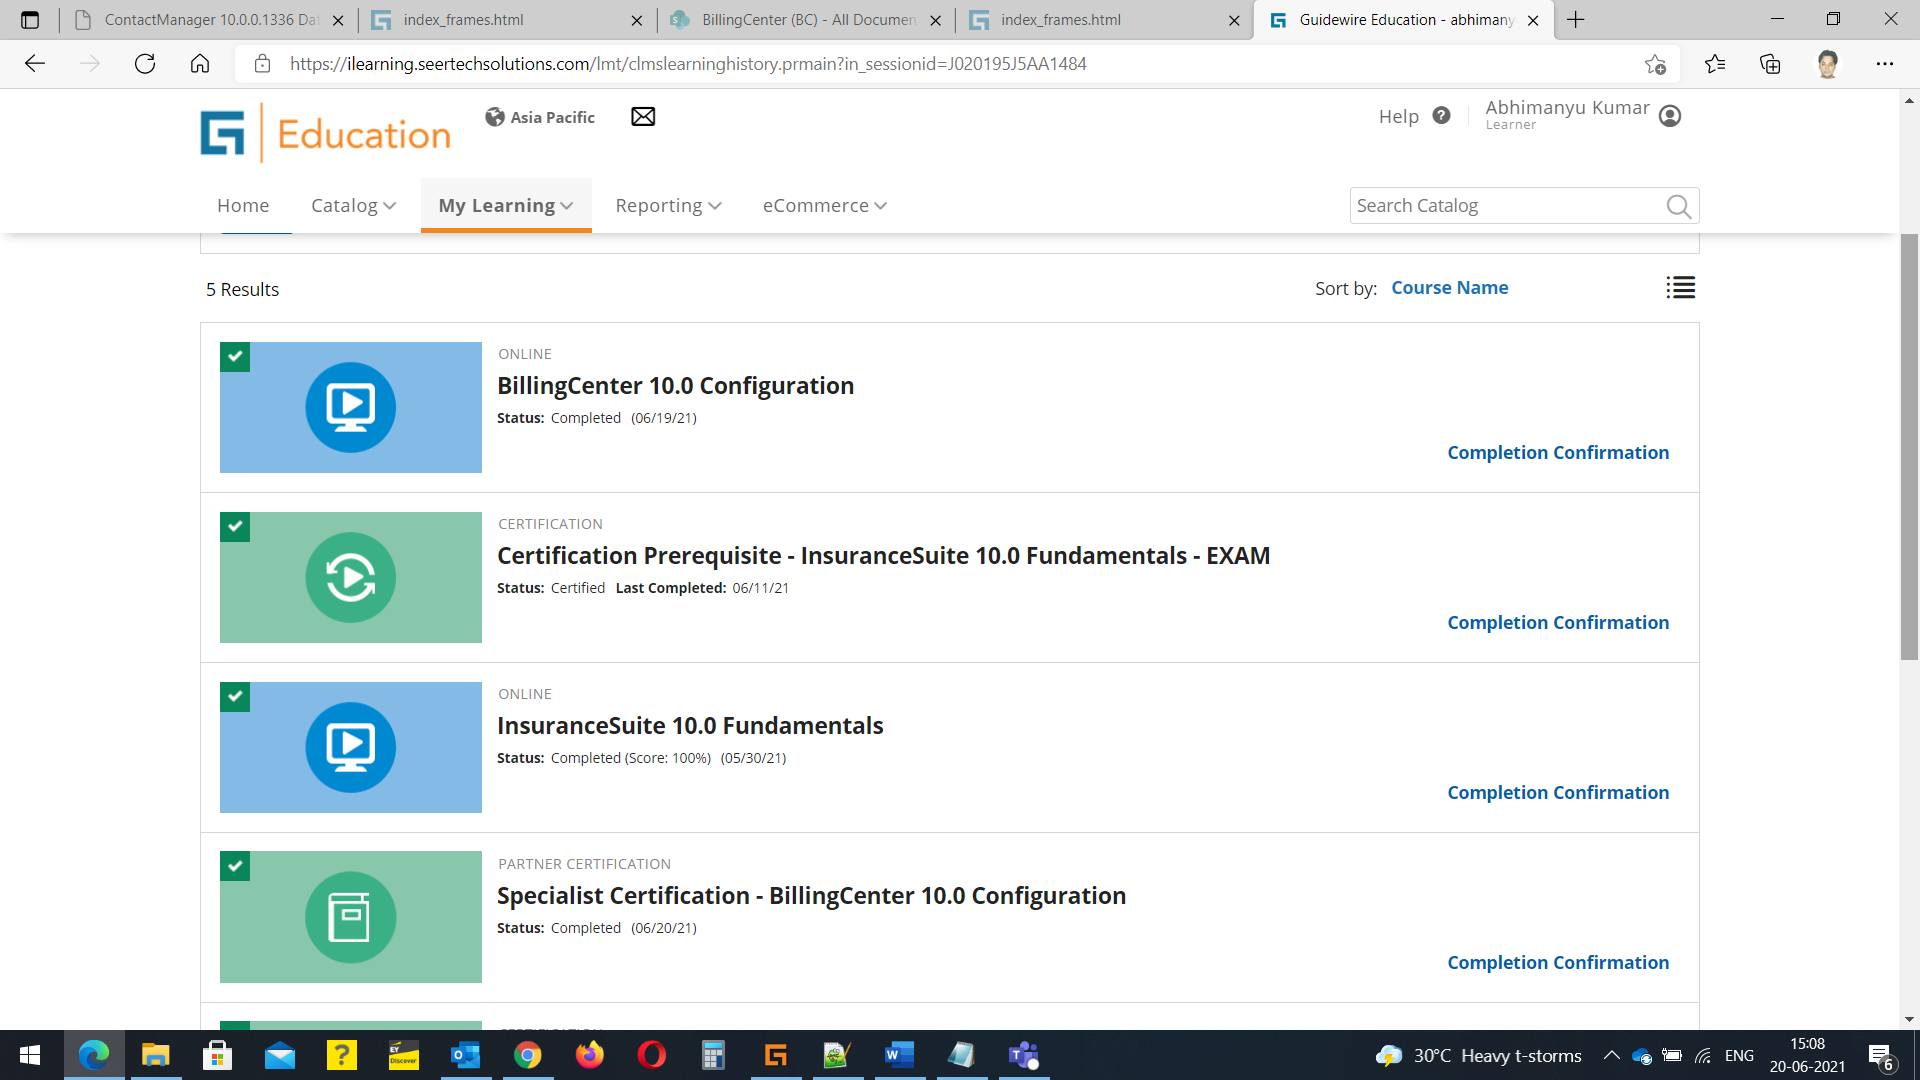 ContactManager 10.0.0.1336 Dat
index_frames.html
BillingCenter (BC) - All Documen
index_frames.html
Guidewire Education - abhimany
https://ilearning.seertechsolutions.com/lmt/clmslearninghistory.prmain?in_sessionid=J020195J5AA1484
Education
Asia Pacific
Help ?
Abhimanyu Kumar
Learner
Home
Catalog
My Learning
Reporting
eCommerce
Search Catalog
5 Results
Sort by: Course Name
ONLINE
BillingCenter 10.0 Configuration
Status: Completed (06/19/21)
Completion Confirmation
CERTIFICATION
Certification Prerequisite - InsuranceSuite 10.0 Fundamentals - EXAM
Status: Certified Last Completed: 06/11/21
Completion Confirmation
ONLINE
InsuranceSuite 10.0 Fundamentals
Status: Completed (Score: 100%) (05/30/21)
Completion Confirmation
PARTNER CERTIFICATION
Specialist Certification - BillingCenter 10.0 Configuration
Status: Completed (06/20/21)
Completion Confirmation
EY
Discover
30°C Heavy t-storms
ENG
15:08
20-06-2021
6